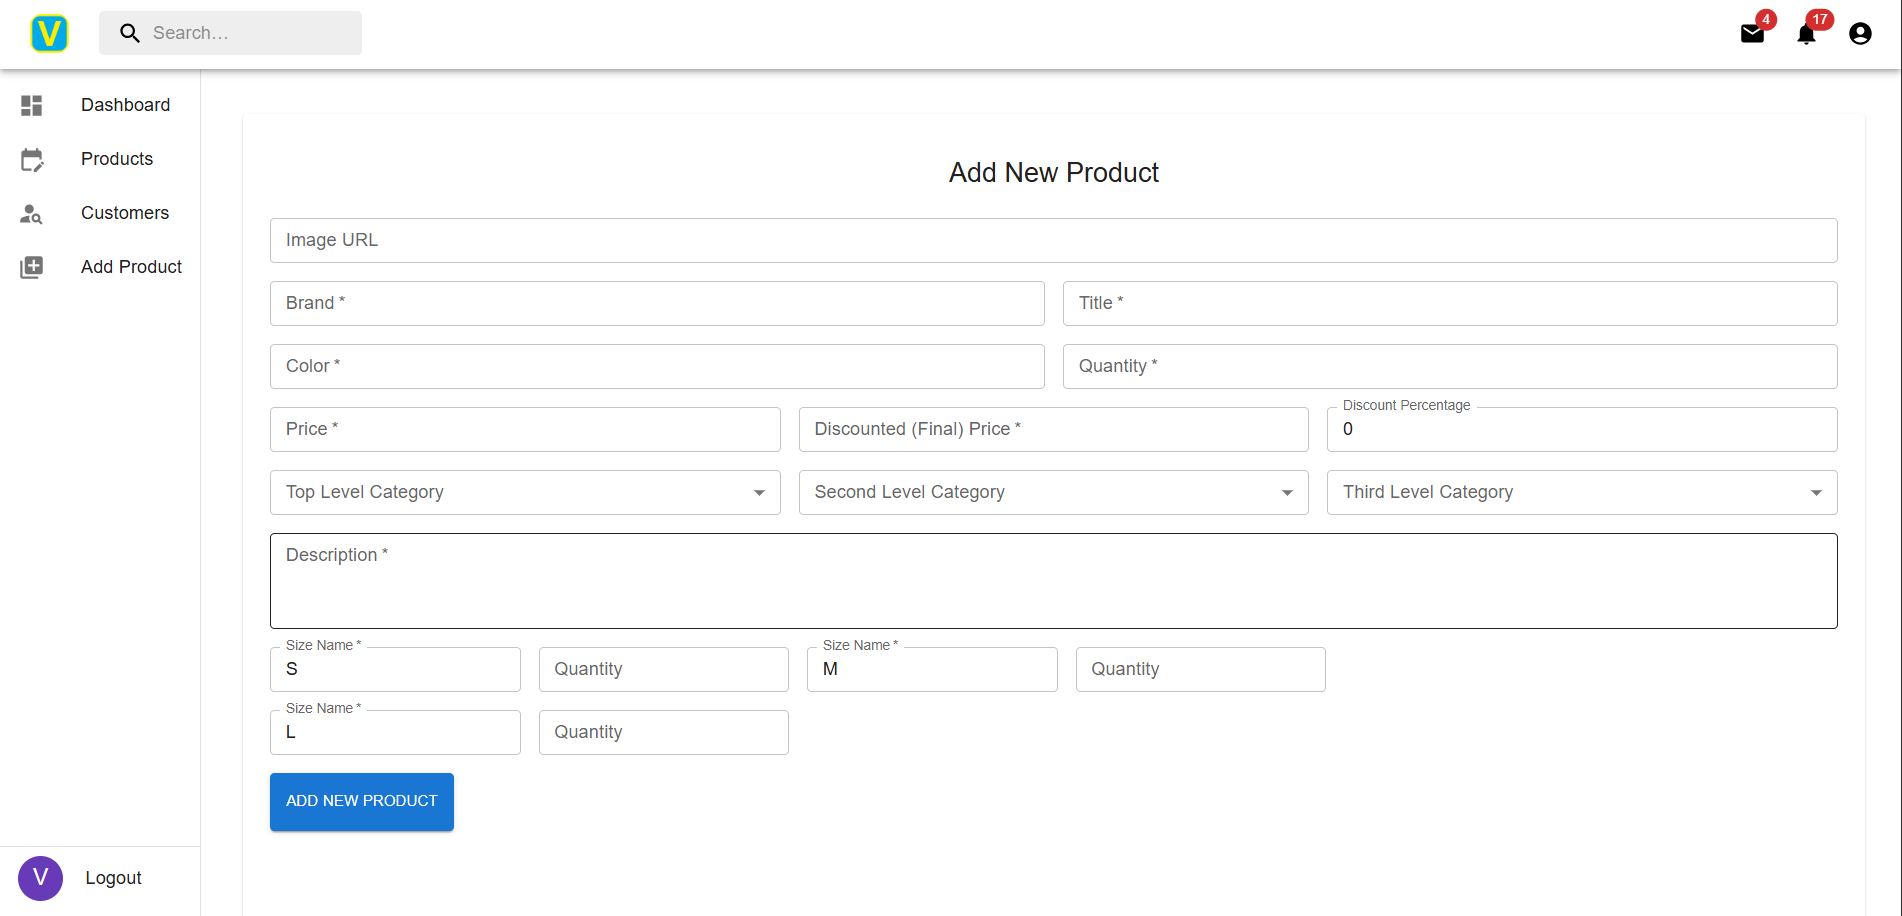 V
Search…
4
17
Dashboard
Products
Customers
Add Product
Add New Product
Image URL
Brand *
Title *
Color *
Quantity *
Price *
Discounted (Final) Price *
Discount Percentage
0
Top Level Category
Second Level Category
Third Level Category
Description *
Size Name *
S
Quantity
Size Name *
M
Quantity
Size Name *
L
Quantity
ADD NEW PRODUCT
V
Logout